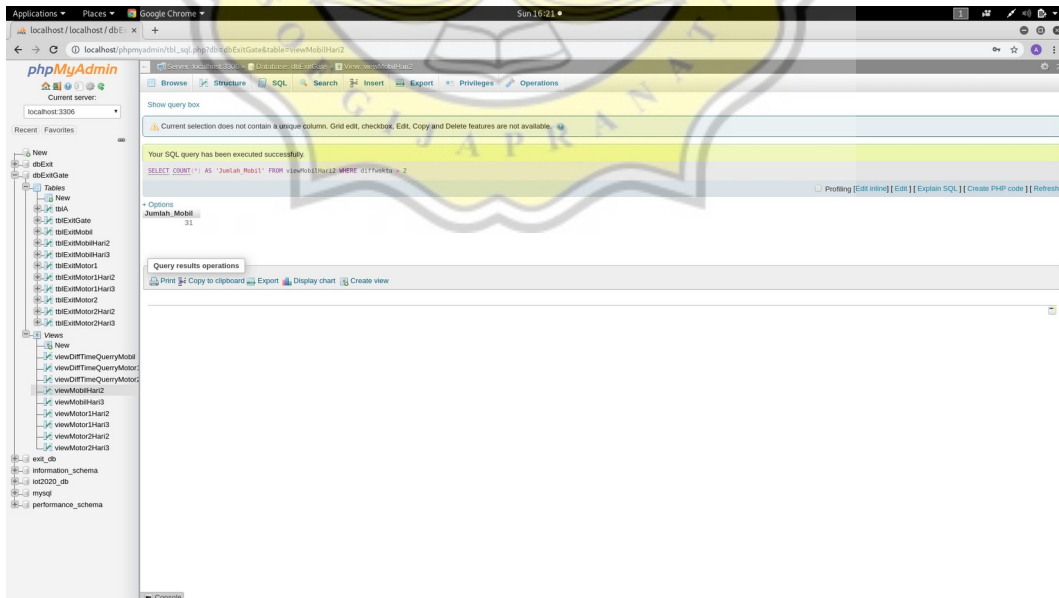 Applications Places Google Chrome Sun 16:21 1
localhost / localhost / dbE
localhost/phpmyadmin/tbl_sql.php?db=dbExitGate&table=viewMobilHari2
phpMyAdmin
Current server:
localhost:3306
Recent Favorites
New
dbExit
dbExitGate
Tables
New
tblA
tblExitGate
tblExitMobil
tblExitMobilHari2
tblExitMobilHari3
tblExitMotor1
tblExitMotor1Hari2
tblExitMotor1Hari3
tblExitMotor2
tblExitMotor2Hari2
tblExitMotor2Hari3
Views
New
viewDiffTimeQuerryMobil
viewDiffTimeQuerryMotor
viewDiffTimeQuerryMotor2
viewMobilHari2
viewMobilHari3
viewMotor1Hari2
viewMotor1Hari3
viewMotor2Hari2
viewMotor2Hari3
exit_db
information_schema
iot2020_db
mysql
performance_schema
Server: localhost:3306 » Database: dbExitGate » View: viewMobilHari2
Browse Structure SQL Search Insert Export Privileges Operations
Show query box
Current selection does not contain a unique column. Grid edit, checkbox, Edit, Copy and Delete features are not available.
Your SQL query has been executed successfully.
SELECT COUNT(*) AS 'Jumlah_Mobil' FROM viewMobilHari2 WHERE
Profiling [Edit inline] [ Edit ] [ Explain SQL ] [ Create PHP code ] [ Refresh
+ Options
Jumlah_Mobil
31
Query results operations
Print Copy to clipboard Export Display chart Create view
Console
GIJAPRANATA